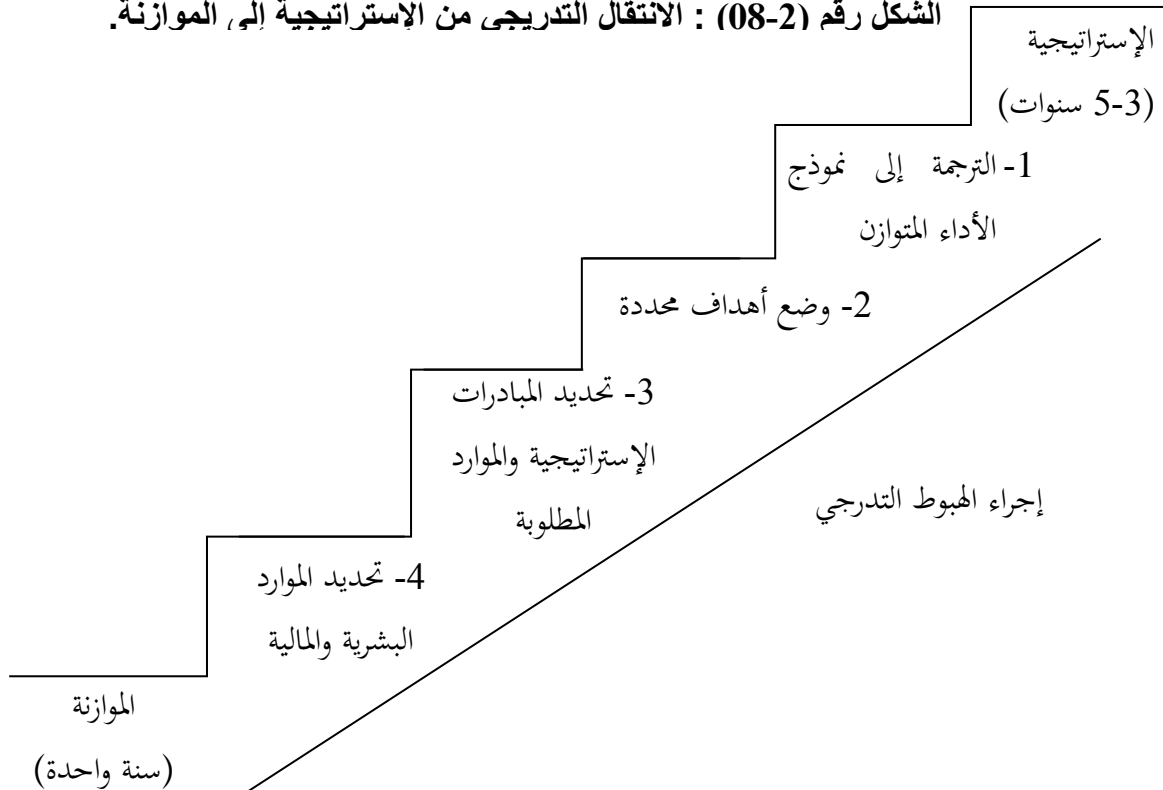 الشكل رقم (2-08) : الانتقال التدريجي من الإستراتيجية إلى الموازنة.
الإستراتيجية
(3-5 سنوات)
1- الترجمة إلى نموذج
الأداء المتوازن
2- وضع أهداف محددة
3- تحديد المبادرات
الإستراتيجية والموارد
المطلوبة
إجراء الهبوط التدرجي
4- تحديد الموارد
البشرية والمالية
الموازنة
(سنة واحدة)